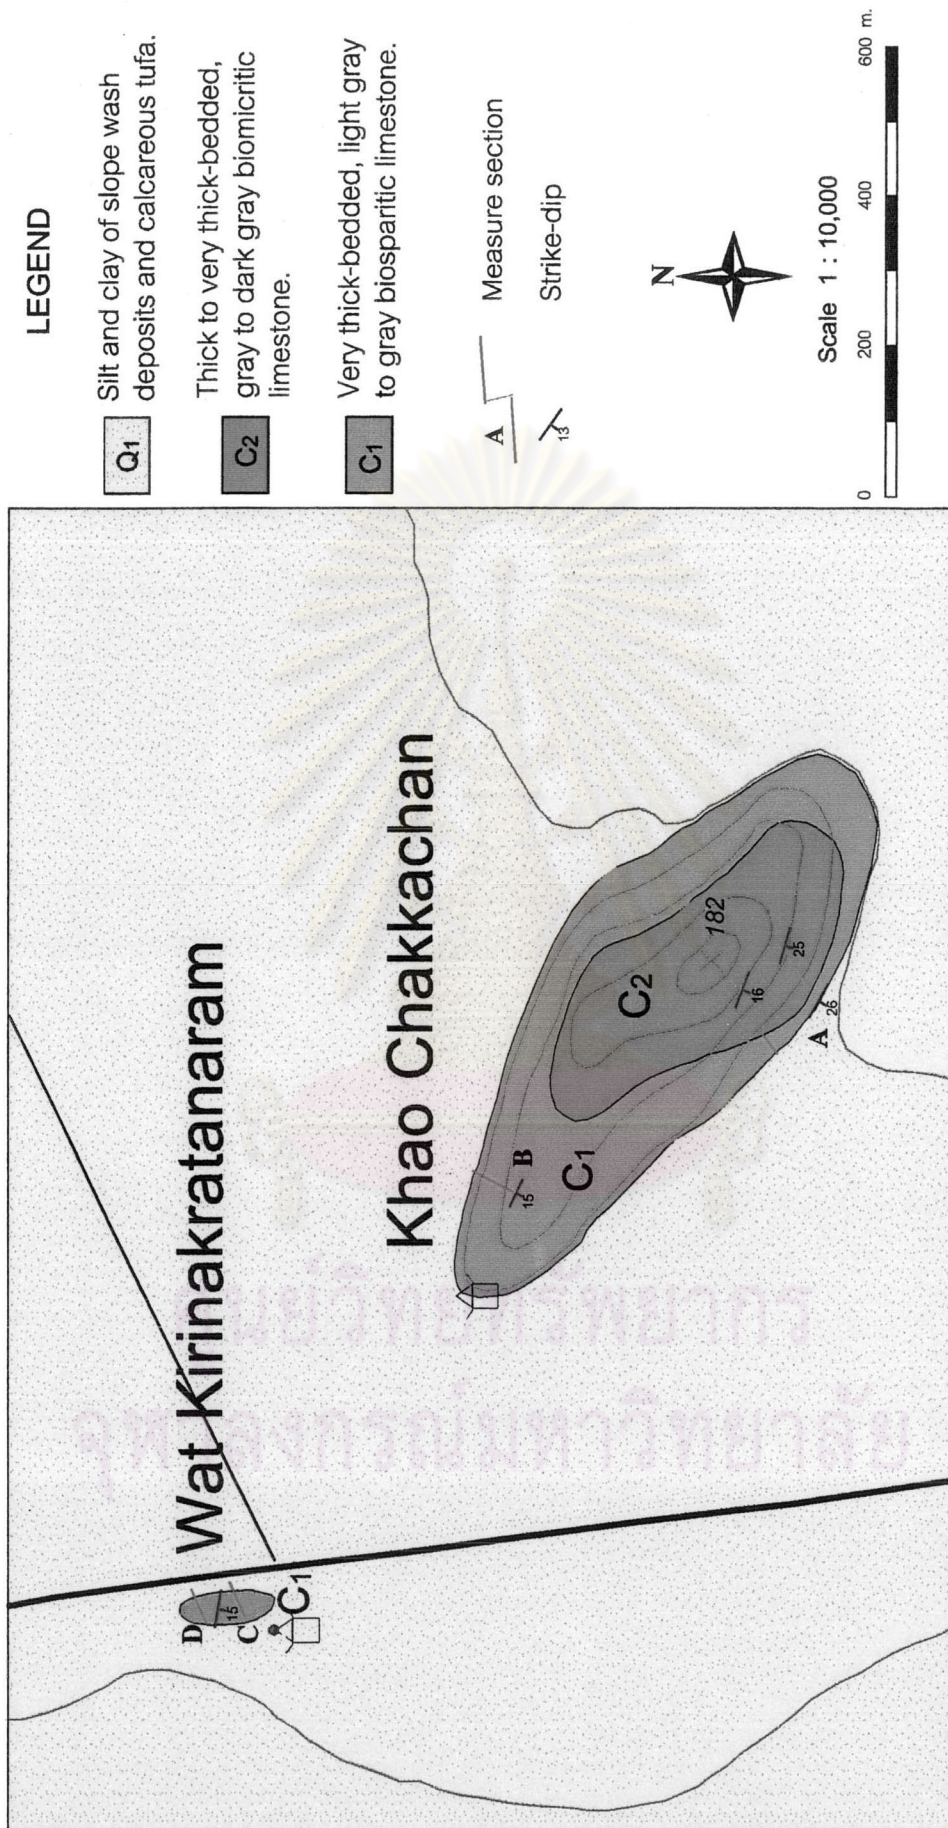 LEGEND
Q1
Silt and clay of slope wash
deposits and calcareous tufa.
C2
Thick to very thick-bedded,
gray to dark gray biomicritic
limestone.
C1
Very thick-bedded, light gray
to gray biosparitic limestone.
A
Measure section
13
Strike-dip
N
Scale 1 : 10,000
0 200 400 600 m.
Wat Kirinakratanaram
D
15
C
C1
Khao Chakkachan
B
15
C1
C2
182
16
25
26
A